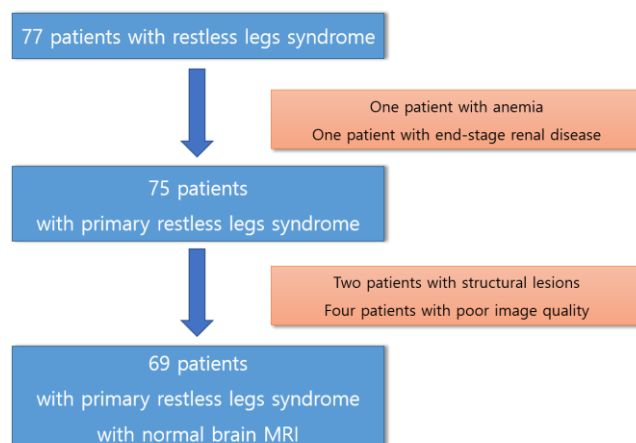 77 patients with restless legs syndrome
One patient with anemia
One patient with end-stage renal disease
75 patients
with primary restless legs syndrome
Two patients with structural lesions
Four patients with poor image quality
69 patients
with primary restless legs syndrome
with normal brain MRI